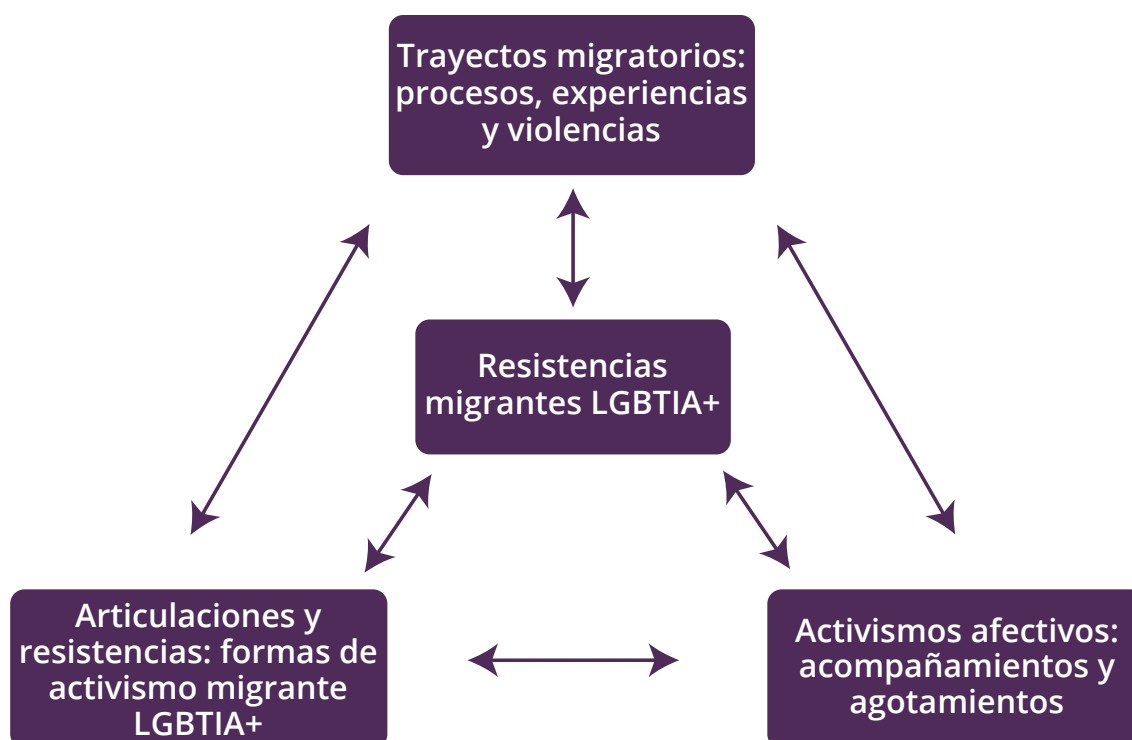 Trayectos migratorios:
procesos, experiencias
y violencias
Resistencias
migrantes LGBTIA+
Articulaciones y
resistencias: formas de
activismo migrante
LGBTIA+
Activismos afectivos:
acompañamientos y
agotamientos